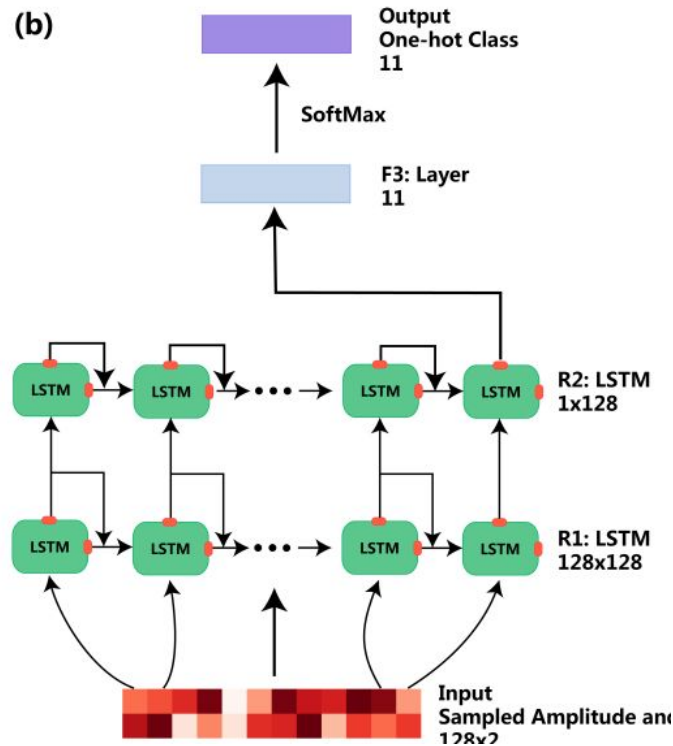 (b)
Output
One-hot Class
11
SoftMax
F3: Layer
11
LSTM
LSTM
•••
LSTM
LSTM
R2: LSTM
1x128
LSTM
LSTM
•••
LSTM
LSTM
R1: LSTM
128x128
Input
Sampled Amplitude and
128x2